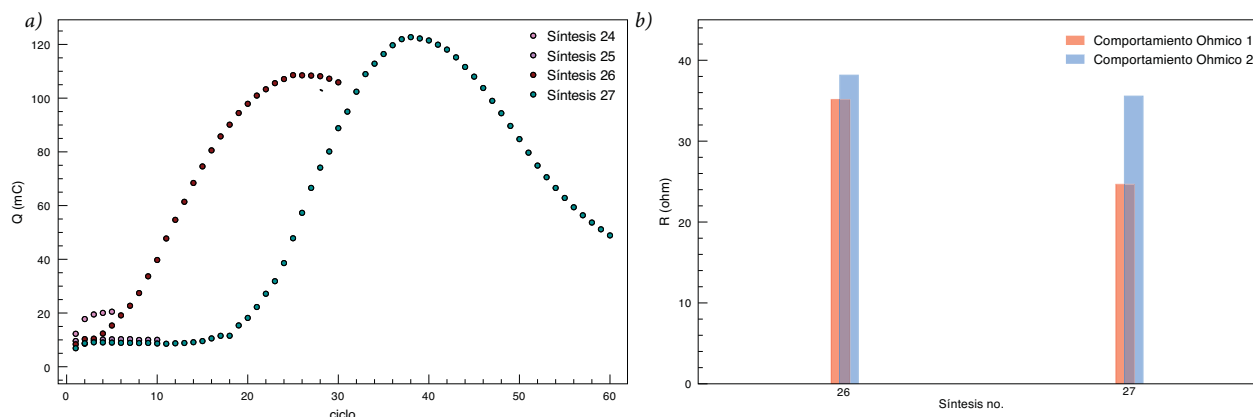 a)
Síntesis 24
Síntesis 25
Síntesis 26
Síntesis 27
Q (mC)
120
100
80
60
40
20
0
0 10 20 30 40 50 60
ciclo
b)
Comportamiento Ohmico 1
Comportamiento Ohmico 2
R (ohm)
40
30
20
10
0
26 27
Síntesis no.